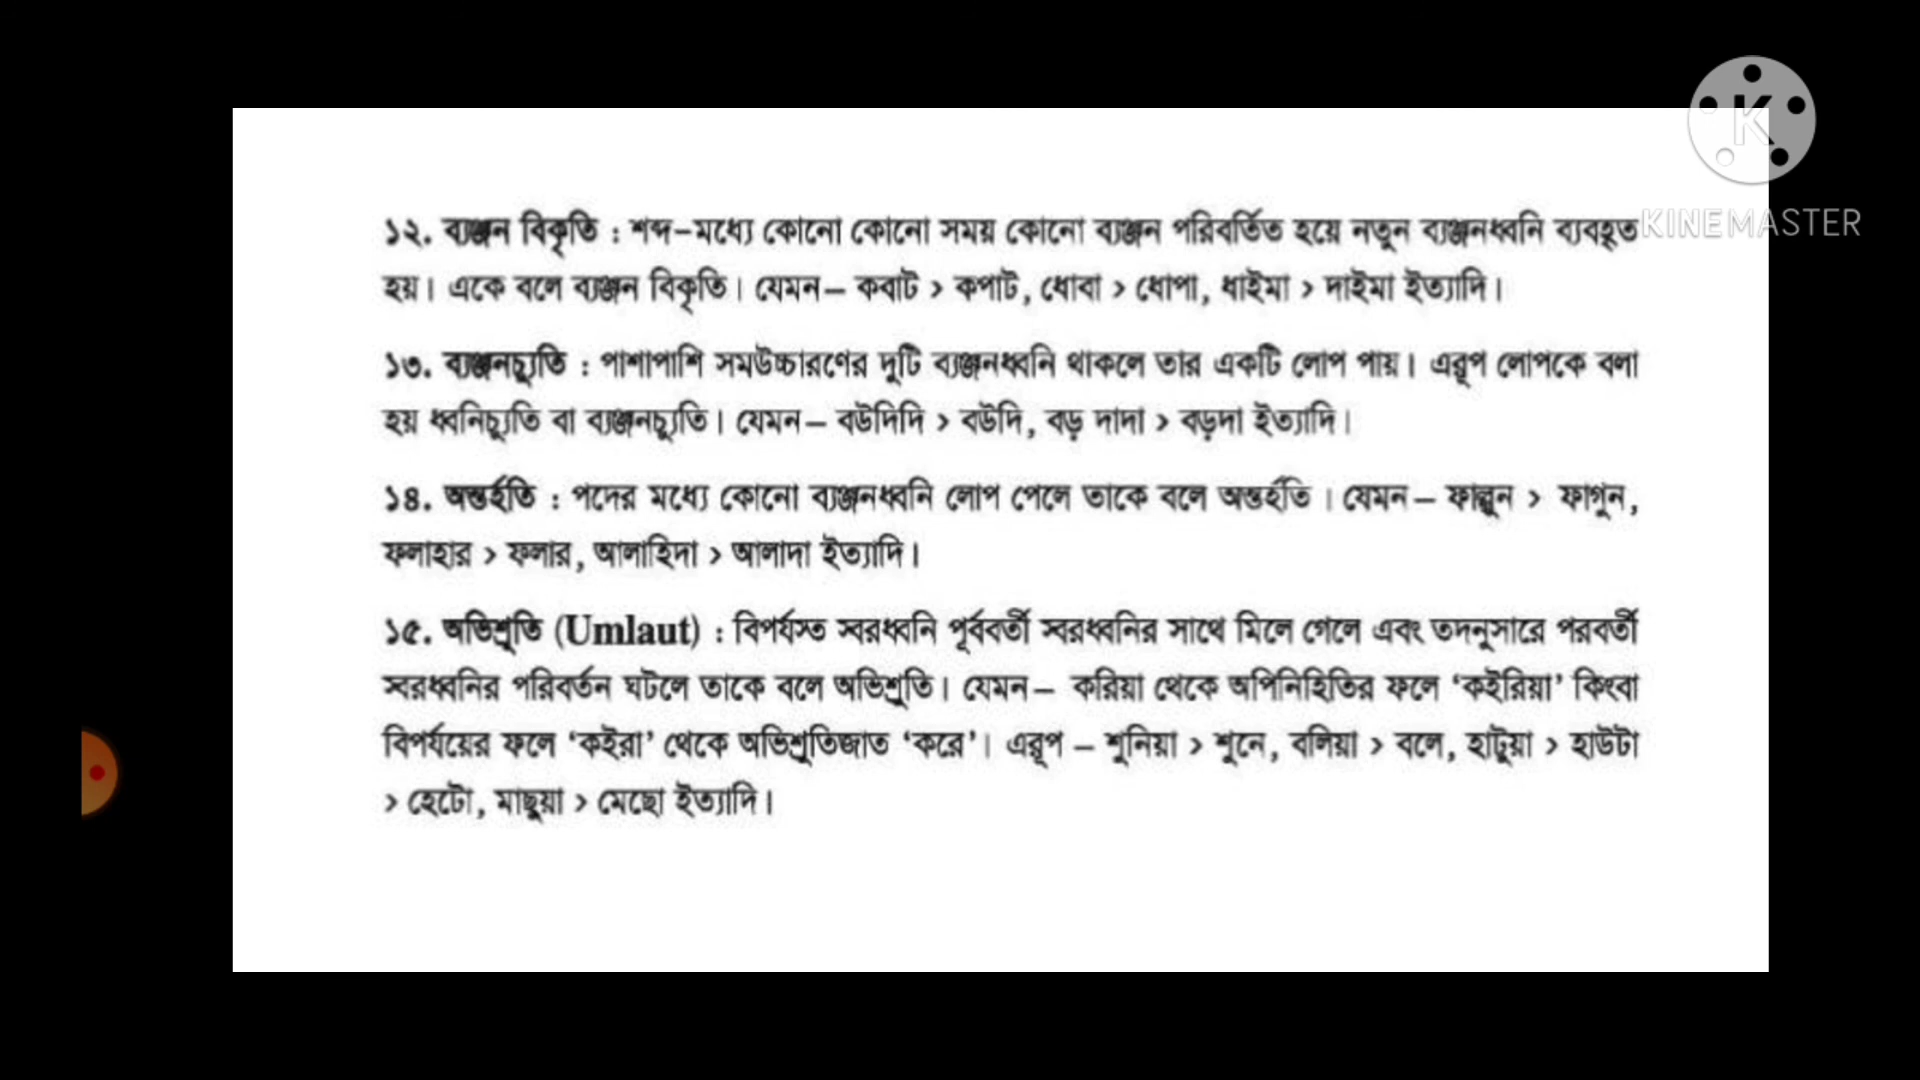 KINEMASTER
১২. ব্যঞ্জন বিকৃতি : শব্দ-মধ্যে কোনো কোনো সময় কোনো ব্যঞ্জন পরিবর্তিত হয়ে নতুন ব্যঞ্জনধ্বনি ব্যবহৃত
হয়। একে বলে ব্যঞ্জন বিকৃতি। যেমন– কবাট > কপাট, ধোবা > ধোপা, ধাইমা > দাইমা ইত্যাদি।
১৩. ব্যঞ্জনচ্যুতি : পাশাপাশি সমউচ্চারণের দুটি ব্যঞ্জনধ্বনি থাকলে তার একটি লোপ পায়। এরূপ লোপকে বলা
হয় ধ্বনিচ্যুতি বা ব্যঞ্জনচ্যুতি। যেমন– বউদিদি > বউদি, বড় দাদা > বড়দা ইত্যাদি।
১৪. অন্তর্হতি : পদের মধ্যে কোনো ব্যঞ্জনধ্বনি লোপ পেলে তাকে বলে অন্তর্হতি। যেমন– ফাল্গুন > ফাগুন,
ফলাহার > ফলার, আলাহিদা > আলাদা ইত্যাদি।
১৫. অভিশ্রুতি (Umlaut) : বিপর্যস্ত স্বরধ্বনি পূর্ববর্তী স্বরধ্বনির সাথে মিলে গেলে এবং তদনুসারে পরবর্তী
স্বরধ্বনির পরিবর্তন ঘটলে তাকে বলে অভিশ্রুতি। যেমন– করিয়া থেকে অপিনিহিতির ফলে ‘কইরিয়া’ কিংবা
বিপর্যয়ের ফলে ‘কইরা’ থেকে অভিশ্রুতিজাত ‘করে’। এরূপ – শুনিয়া > শুনে, বলিয়া > বলে, হাটুয়া > হাউটা
> হেটো, মাছুয়া > মেছো ইত্যাদি।